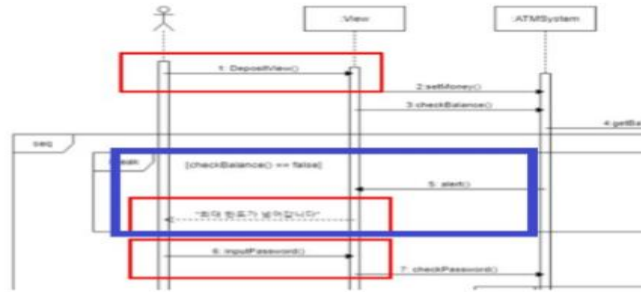 :View
:ATMSystem
1: DepositView()
2:setMoney()
3:checkBalance()
4:getBa
seq
break
[checkBalance() == false]
5: alert()
6: inputPassword()
7: checkPassword()